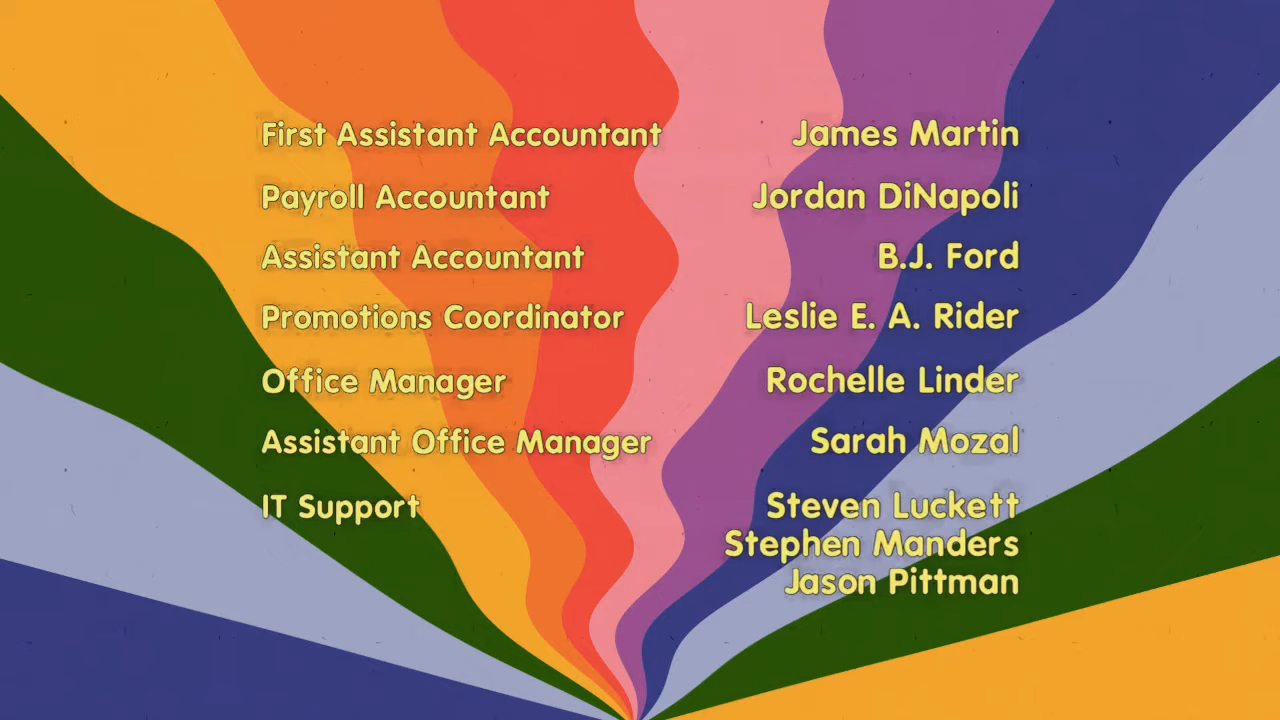 First Assistant Accountant James Martin
Payroll Accountant Jordan DiNapoli
Assistant Accountant B.J. Ford
Promotions Coordinator Leslie E. A. Rider
Office Manager Rochelle Linder
Assistant Office Manager Sarah Mozal
IT Support Steven Luckett
Stephen Manders
Jason Pittman